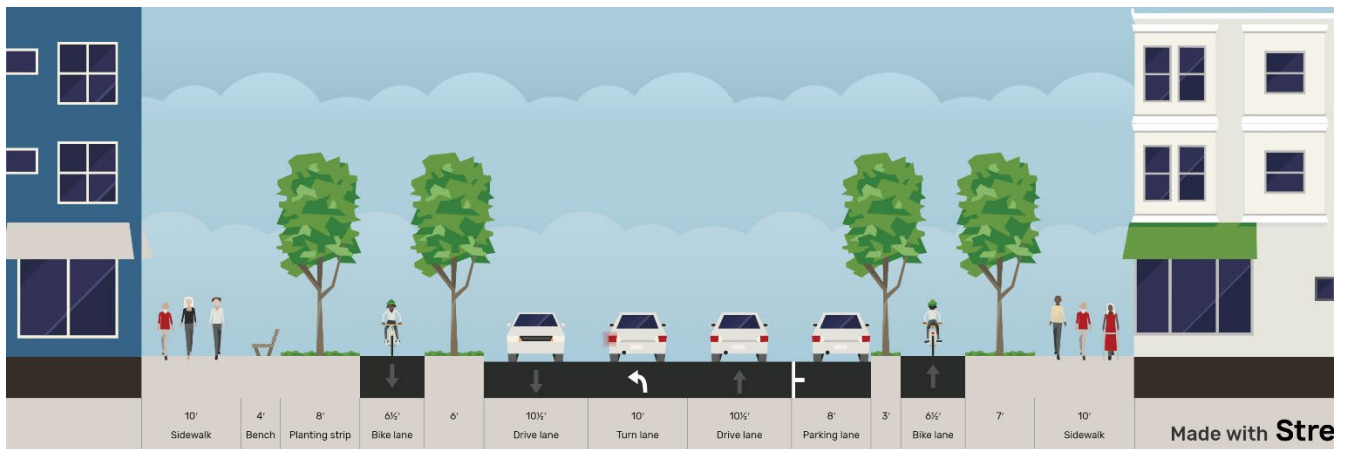 10′
Sidewalk
4′
Bench
8′
Planting strip
6½′
Bike lane
6′
10½′
Drive lane
10′
Turn lane
10½′
Drive lane
8′
Parking lane
3′
6½′
Bike lane
7′
10′
Sidewalk
Made with Stre